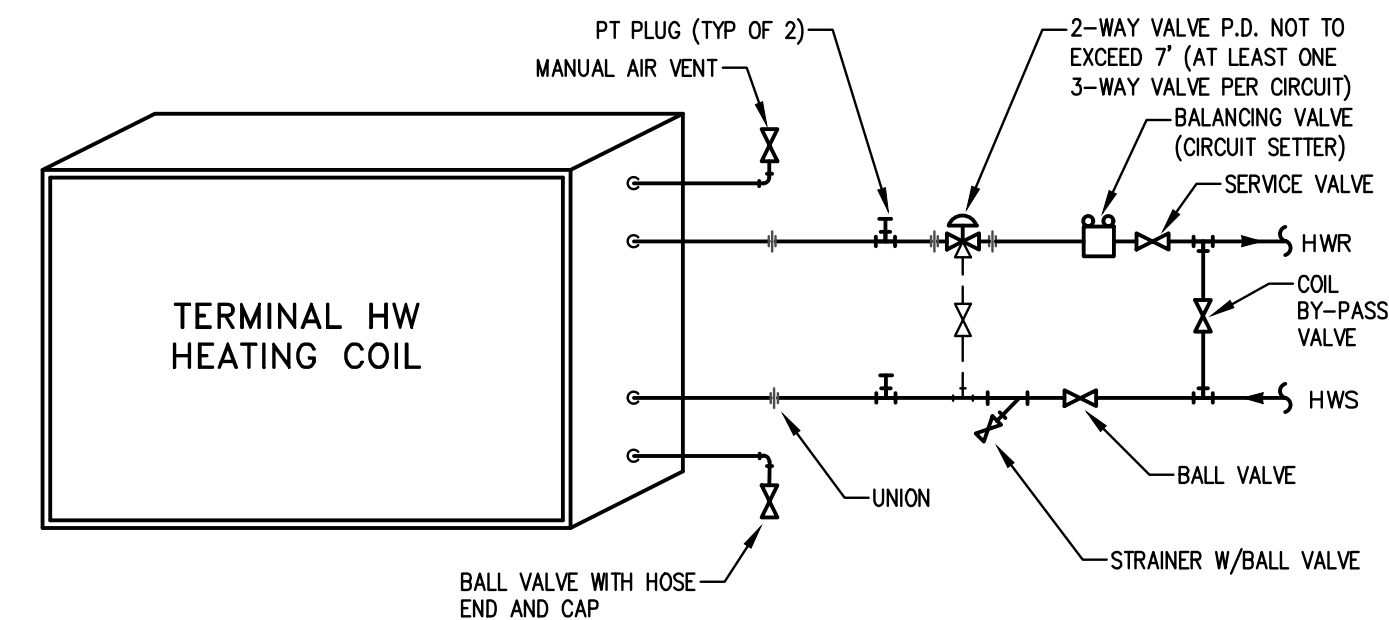 PT PLUG (TYP OF 2)
MANUAL AIR VENT
2-WAY VALVE P.D. NOT TO
EXCEED 7' (AT LEAST ONE
3-WAY VALVE PER CIRCUIT)
BALANCING VALVE
(CIRCUIT SETTER)
SERVICE VALVE
HWR
COIL
BY-PASS
VALVE
TERMINAL HW
HEATING COIL
HWS
BALL VALVE
UNION
STRAINER W/BALL VALVE
BALL VALVE WITH HOSE
END AND CAP